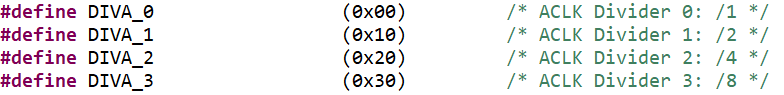 #define DIVA_0 (0x00) /* ACLK Divider 0: /1 */
#define DIVA_1 (0x10) /* ACLK Divider 1: /2 */
#define DIVA_2 (0x20) /* ACLK Divider 2: /4 */
#define DIVA_3 (0x30) /* ACLK Divider 3: /8 */